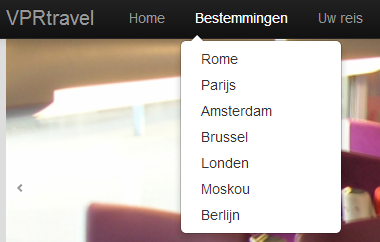 VPRtravel Home Bestemmingen Uw reis
Rome
Parijs
Amsterdam
Brussel
Londen
Moskou
Berlijn